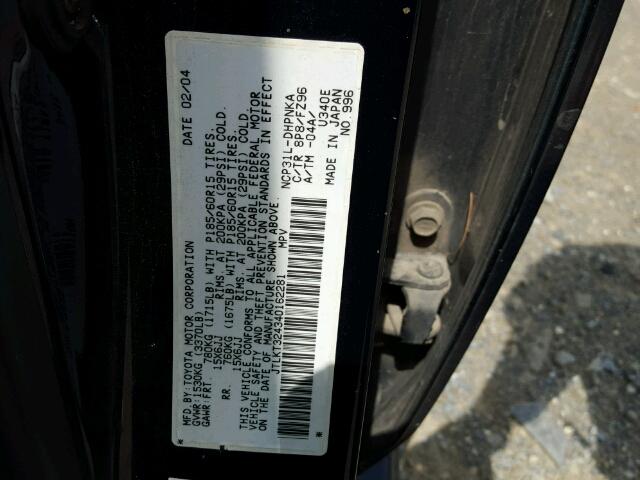 MFD.BY:TOYOTA MOTOR CORPORATION DATE 02/04
GVWR:1530KG (3370LB)
GAWR:FRT. 780KG (1715LB) WITH P185/60R15 TIRES.
15X6JJ RIMS. AT 200KPA (29PSI) COLD.
RR. 760KG (1675LB) WITH P185/60R15 TIRES.
15X6JJ RIMS. AT 200KPA (29PSI) COLD.
THIS VEHICLE CONFORMS TO ALL APPLICABLE FEDERAL MOTOR
VEHICLE SAFETY AND THEFT PREVENTION STANDARDS IN EFFECT
ON THE DATE OF MANUFACTURE SHOWN ABOVE.
JTLKT324340162281 MPV
NCP31L-DHPNKA
C/TR 8P8/FZ96
A/TM -04A/ U340E
MADE IN JAPAN
NO.996